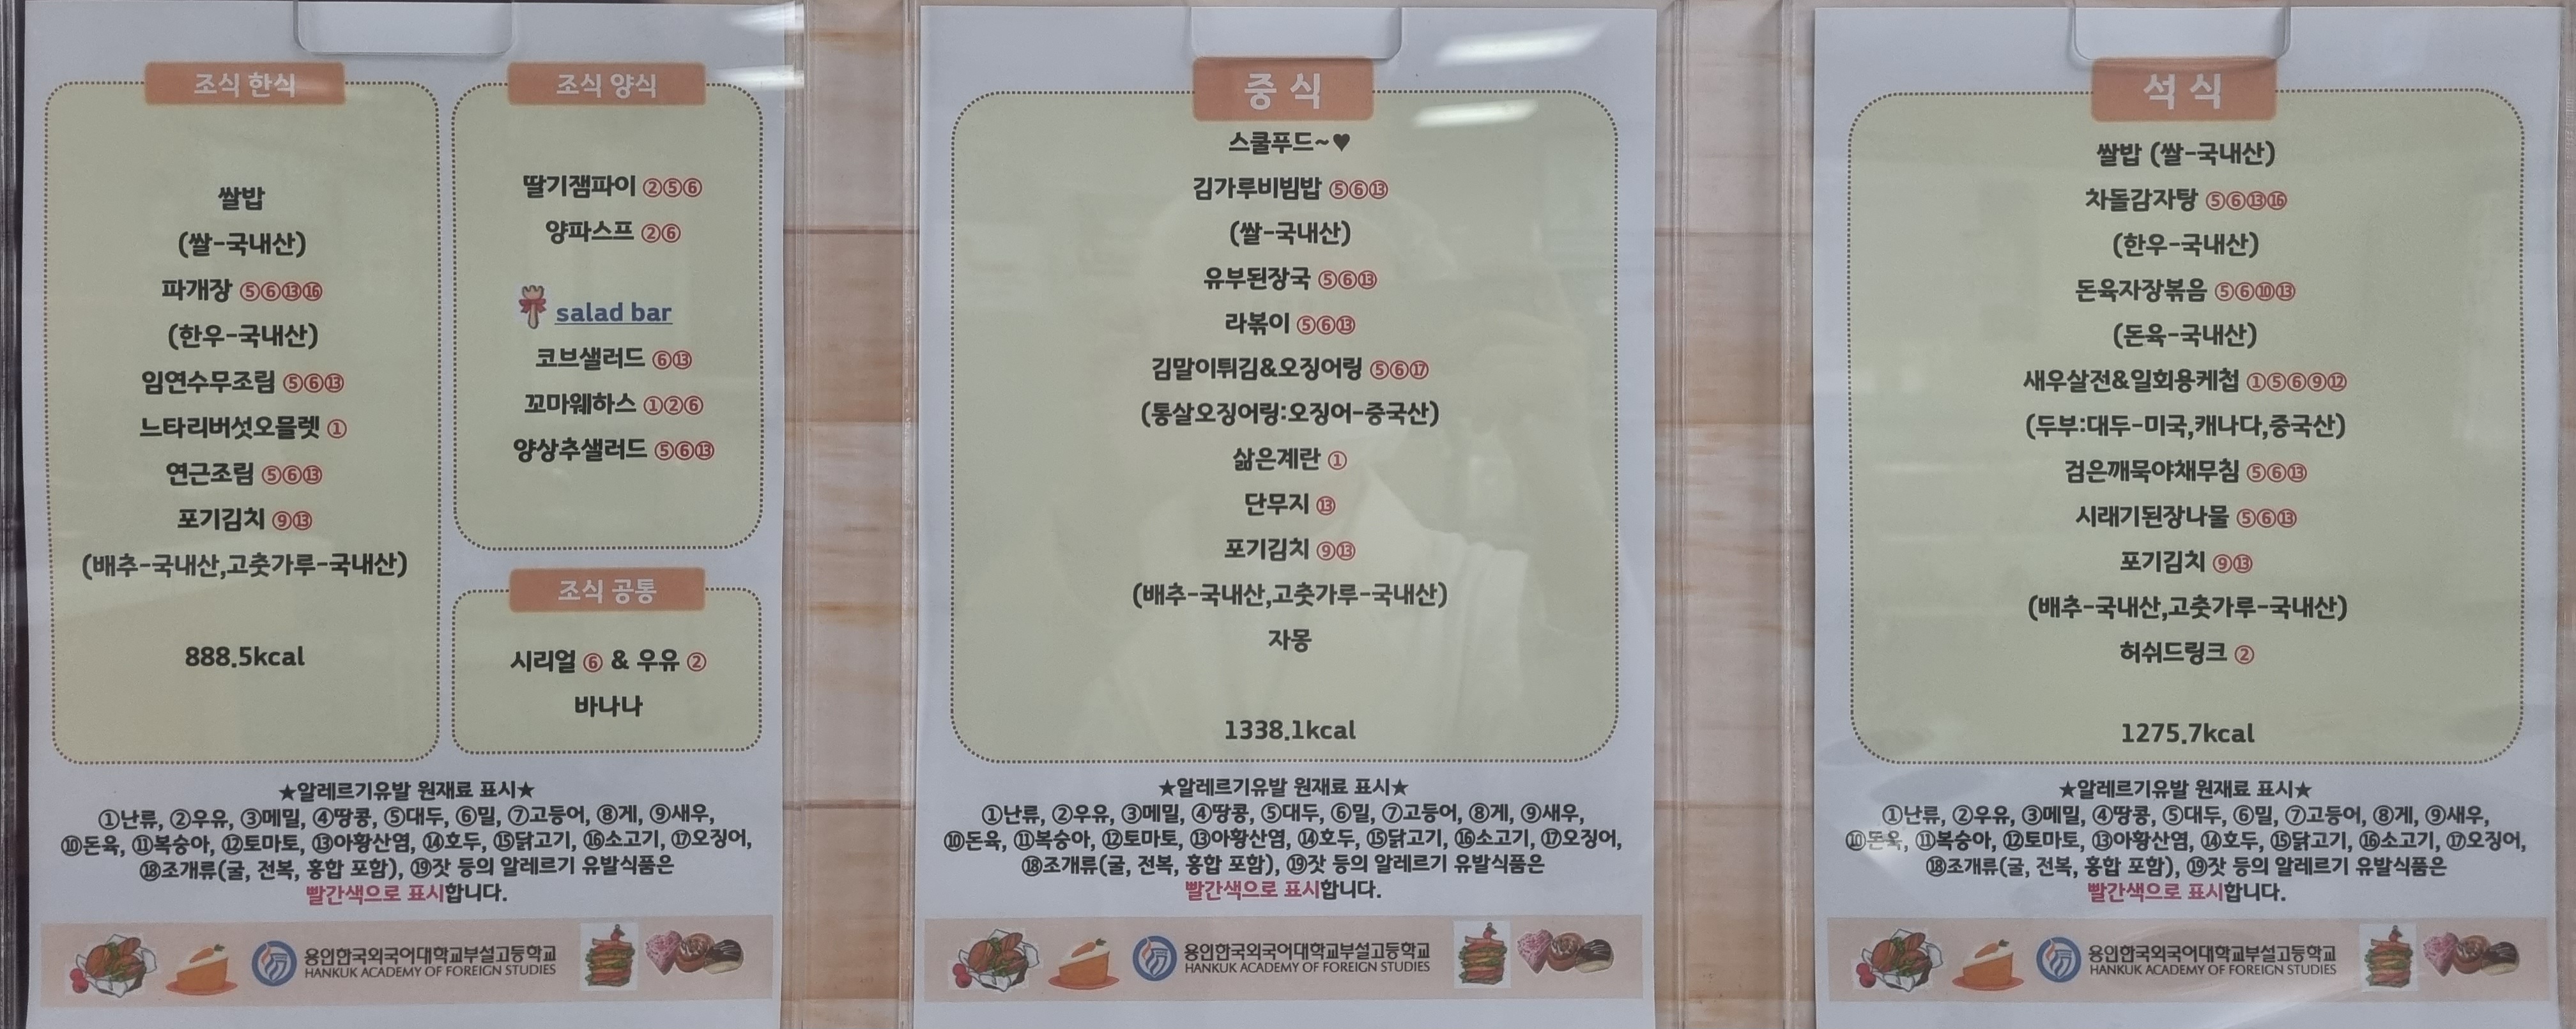 조식 한식
쌀밥
(쌀-국내산)
파개장 ⑤⑥⑬⑯
(한우-국내산)
임연수무조림 ⑤⑥⑬
느타리버섯오믈렛 ①
연근조림 ⑤⑥⑬
포기김치 ⑨⑬
(배추-국내산,고춧가루-국내산)
888.5kcal
조식 양식
딸기잼파이 ②⑤⑥
양파스프 ②⑥
salad bar
코브샐러드 ⑥⑬
꼬마웨하스 ①②⑥
양상추샐러드 ⑤⑥⑬
조식 공통
시리얼 ⑥ & 우유 ②
바나나
★알레르기유발 원재료 표시★
①난류, ②우유, ③메밀, ④땅콩, ⑤대두, ⑥밀, ⑦고등어, ⑧게, ⑨새우,
⑩돈육, ⑪복숭아, ⑫토마토, ⑬아황산염, ⑭호두, ⑮닭고기, ⑯소고기, ⑰오징어,
⑱조개류(굴, 전복, 홍합 포함), ⑲잣 등의 알레르기 유발식품은
빨간색으로 표시합니다.
용인한국외국어대학교부설고등학교
HANKUK ACADEMY OF FOREIGN STUDIES
중 식
스쿨푸드~♥
김가루비빔밥 ⑤⑥⑬
(쌀-국내산)
유부된장국 ⑤⑥⑬
라볶이 ⑤⑥⑬
김말이튀김&오징어링 ⑤⑥⑰
(통살오징어링:오징어-중국산)
삶은계란 ①
단무지 ⑬
포기김치 ⑨⑬
(배추-국내산,고춧가루-국내산)
자몽
1338.1kcal
★알레르기유발 원재료 표시★
①난류, ②우유, ③메밀, ④땅콩, ⑤대두, ⑥밀, ⑦고등어, ⑧게, ⑨새우,
⑩돈육, ⑪복숭아, ⑫토마토, ⑬아황산염, ⑭호두, ⑮닭고기, ⑯소고기, ⑰오징어,
⑱조개류(굴, 전복, 홍합 포함), ⑲잣 등의 알레르기 유발식품은
빨간색으로 표시합니다.
용인한국외국어대학교부설고등학교
HANKUK ACADEMY OF FOREIGN STUDIES
석 식
쌀밥 (쌀-국내산)
차돌감자탕 ⑤⑥⑬⑯
(한우-국내산)
돈육자장볶음 ⑤⑥⑩⑬
(돈육-국내산)
새우살전&일회용케첩 ①⑤⑥⑨⑫
(두부:대두-미국,캐나다,중국산)
검은깨묵야채무침 ⑤⑥⑬
시래기된장나물 ⑤⑥⑬
포기김치 ⑨⑬
(배추-국내산,고춧가루-국내산)
허쉬드링크 ②
1275.7kcal
★알레르기유발 원재료 표시★
①난류, ②우유, ③메밀, ④땅콩, ⑤대두, ⑥밀, ⑦고등어, ⑧게, ⑨새우,
⑩돈육, ⑪복숭아, ⑫토마토, ⑬아황산염, ⑭호두, ⑮닭고기, ⑯소고기, ⑰오징어,
⑱조개류(굴, 전복, 홍합 포함), ⑲잣 등의 알레르기 유발식품은
빨간색으로 표시합니다.
용인한국외국어대학교부설고등학교
HANKUK ACADEMY OF FOREIGN STUDIES